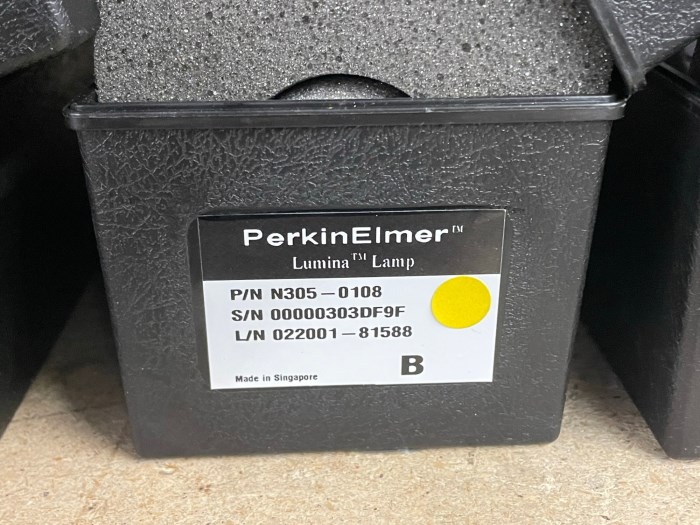 PerkinElmer™
Lumina™ Lamp
P/N N305-0108
S/N 00000303DF9F
L/N 022001-81588
B
Made in Singapore